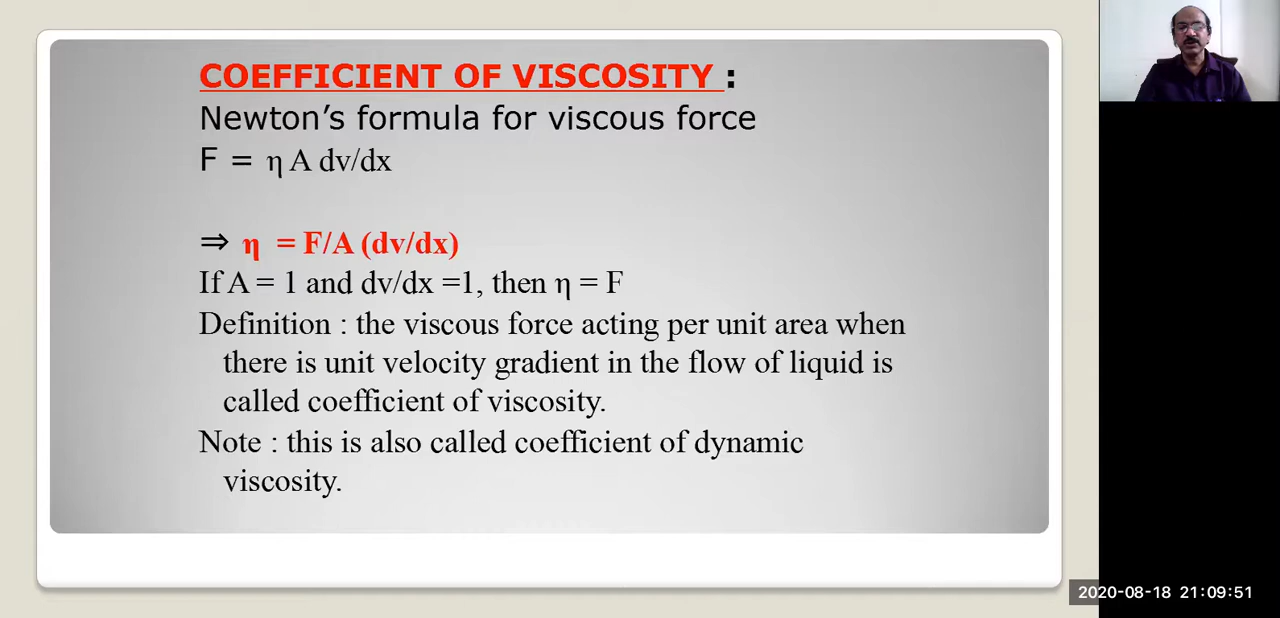 COEFFICIENT OF VISCOSITY :
Newton’s formula for viscous force
F = η A dv/dx
⇒ η = F/A (dv/dx)
If A = 1 and dv/dx =1, then η = F
Definition : the viscous force acting per unit area when
there is unit velocity gradient in the flow of liquid is
called coefficient of viscosity.
Note : this is also called coefficient of dynamic
viscosity.
2020-08-18 21:09:51